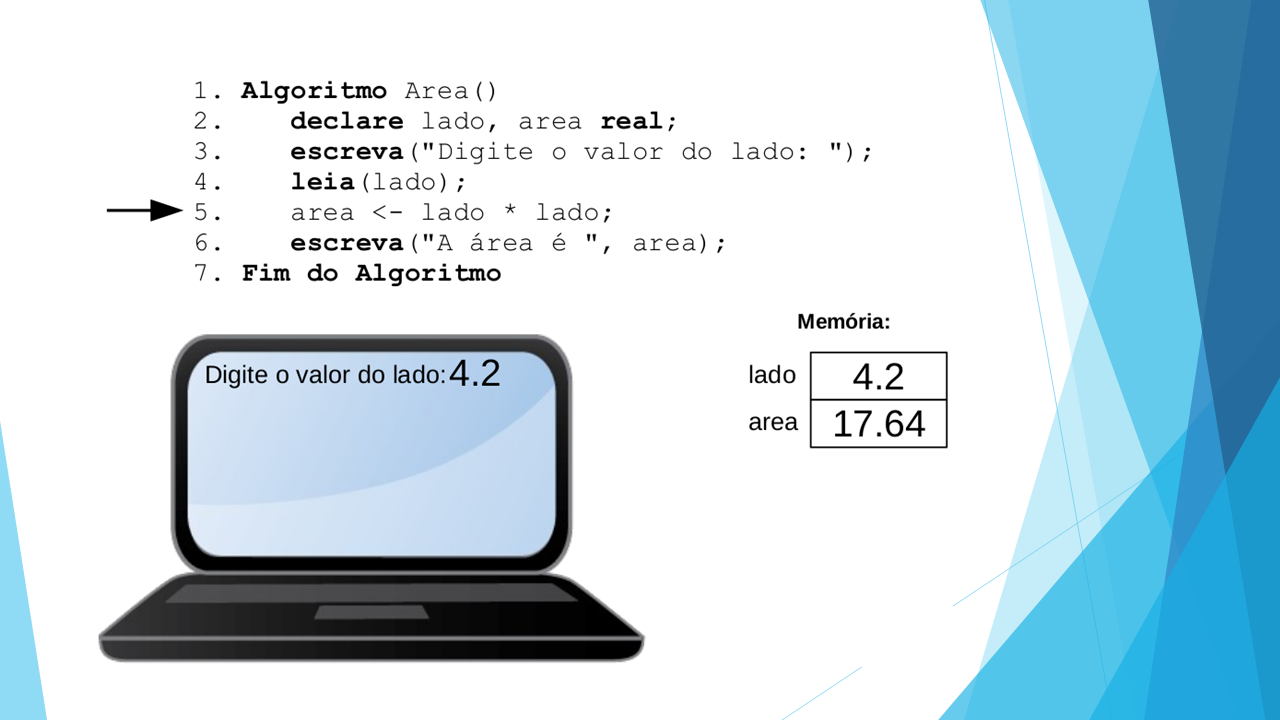 1. Algoritmo Area()
2. declare lado, area real;
3. escreva("Digite o valor do lado: ");
4. leia(lado);
5. area <- lado * lado;
6. escreva("A área é ", area);
7. Fim do Algoritmo
Digite o valor do lado: 4.2
Memória:
lado 4.2
area 17.64